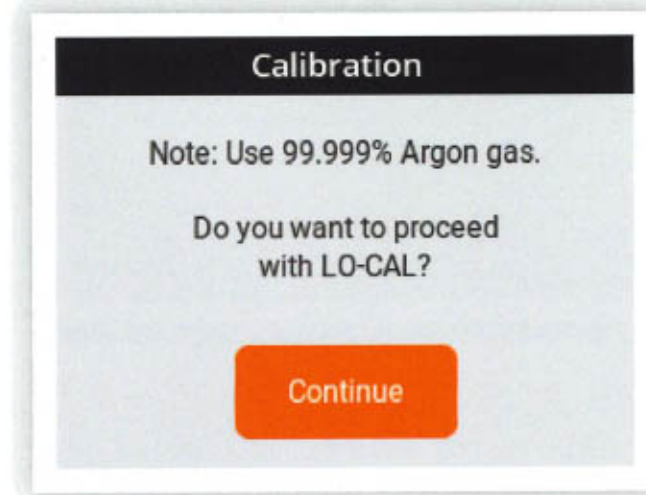 Calibration
Note: Use 99.999% Argon gas.
Do you want to proceed
with LO-CAL?
Continue